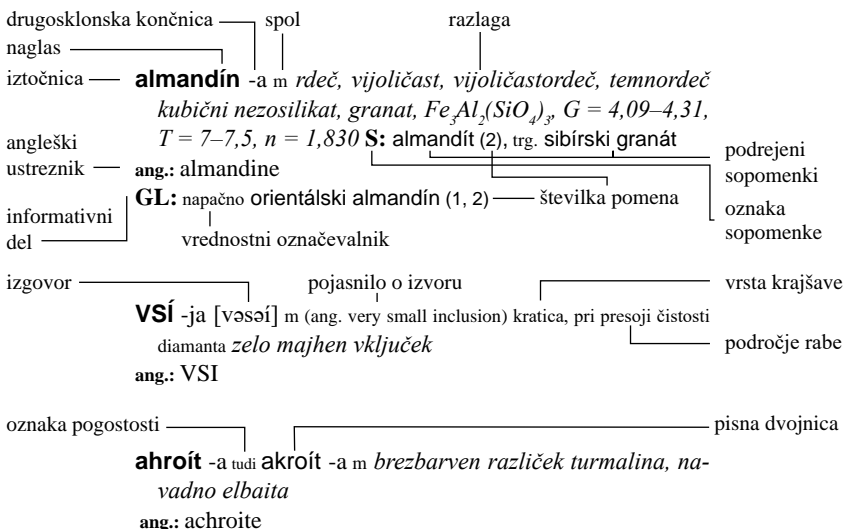 drugosklonska končnica spol razlaga
naglas
iztočnica almandín -a m rdeč, vijoličast, vijoličastordeč, temnordeč
kubični nezosilikat, granat, Fe3Al2(SiO4)3, G = 4,09–4,31,
T = 7–7,5, n = 1,830 S: almandít (2), trg. sibírski granát
angleški
ustreznik ang.: almandine
podrejeni
sopomenki
GL: napačno orientálski almandín (1, 2) številka pomena
oznaka
sopomenke
informativni
del vrednostni označevalnik
izgovor pojasnilo o izvoru vrsta krajšave
VSÍ -ja [vəsəí] m (ang. very small inclusion) kratica, pri presoji čistosti
diamanta zelo majhen vključek področje rabe
ang.: VSI
oznaka pogostosti pisna dvojnica
ahroít -a tudi akroít -a m brezbarven različek turmalina, na-
vadno elbaita
ang.: achroite